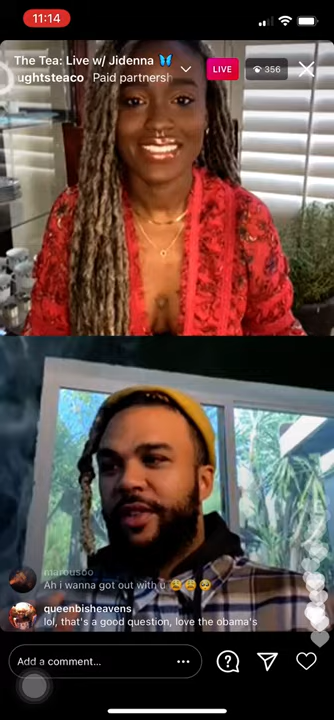 11:14
The Tea: Live w/ Jidenna 🦋
LIVE
356
ughtsteaco Paid partnersh
marousoo
Ah i wanna got out with u 😩😩🥺
queenbisheavens
lol, that's a good question, love the obama's
Add a comment...